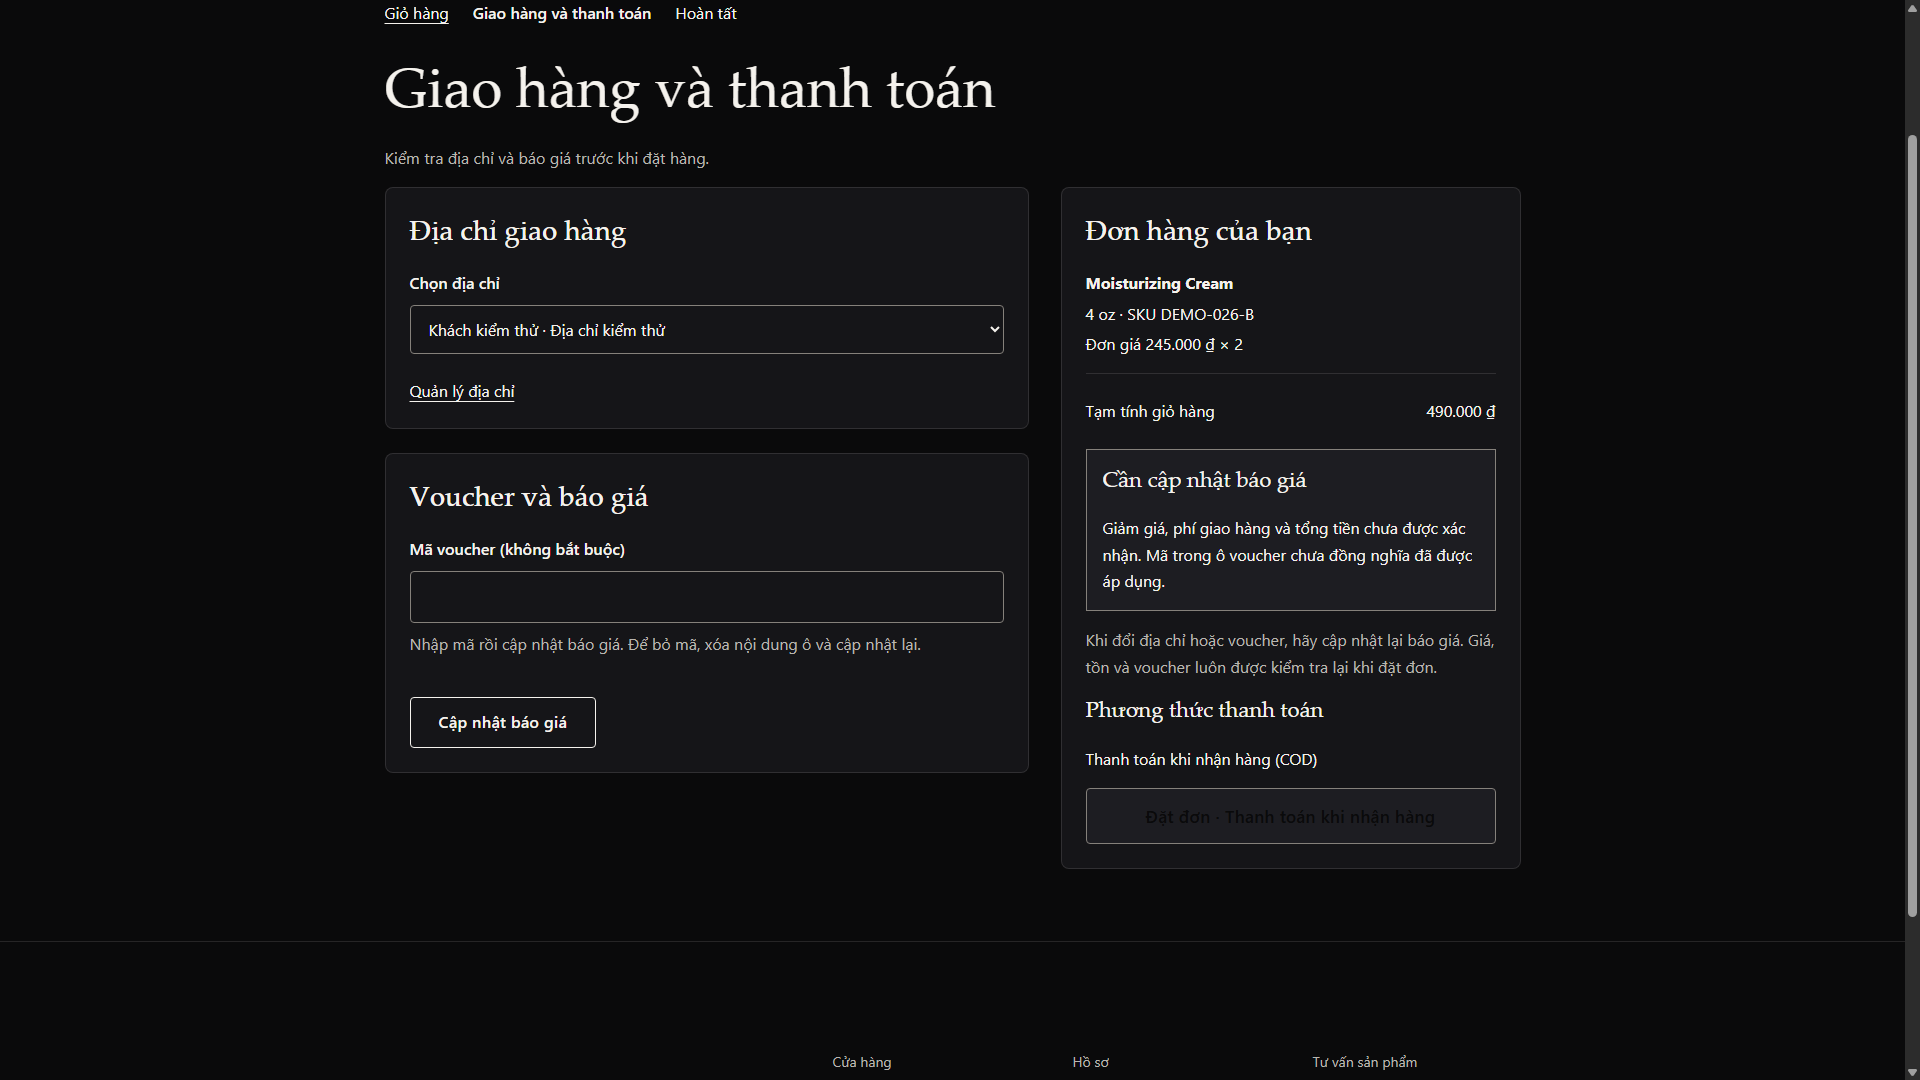 Giỏ hàng Giao hàng và thanh toán Hoàn tất
Giao hàng và thanh toán
Kiểm tra địa chỉ và báo giá trước khi đặt hàng.
Địa chỉ giao hàng
Chọn địa chỉ
Khách kiểm thử · Địa chỉ kiểm thử
Quản lý địa chỉ
Voucher và báo giá
Mã voucher (không bắt buộc)
Nhập mã rồi cập nhật báo giá. Để bỏ mã, xóa nội dung ô và cập nhật lại.
Cập nhật báo giá
Đơn hàng của bạn
Moisturizing Cream
4 oz · SKU DEMO-026-B
Đơn giá 245.000 ₫ × 2
Tạm tính giỏ hàng 490.000 ₫
Cần cập nhật báo giá
Giảm giá, phí giao hàng và tổng tiền chưa được xác
nhận. Mã trong ô voucher chưa đồng nghĩa đã được
áp dụng.
Khi đổi địa chỉ hoặc voucher, hãy cập nhật lại báo giá. Giá,
tồn và voucher luôn được kiểm tra lại khi đặt đơn.
Phương thức thanh toán
Thanh toán khi nhận hàng (COD)
Đặt đơn · Thanh toán khi nhận hàng
Cửa hàng Hồ sơ Tư vấn sản phẩm